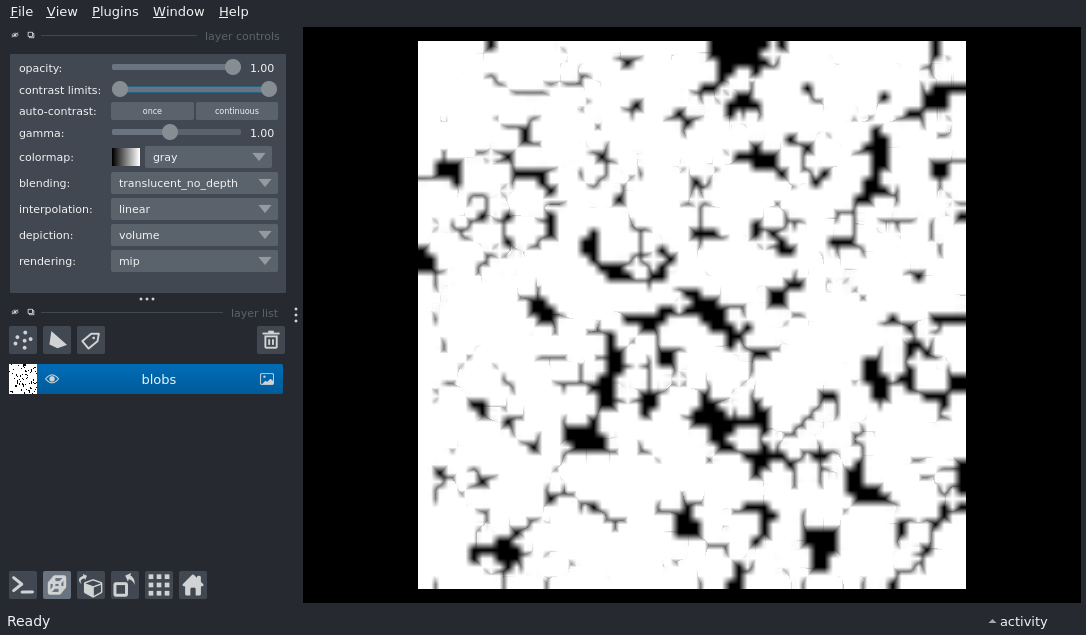 File View Plugins Window Help
layer controls
opacity: 1.00
contrast limits:
auto-contrast: once continuous
gamma: 1.00
colormap: gray
blending: translucent_no_depth
interpolation: linear
depiction: volume
rendering: mip
layer list
blobs
Ready
activity